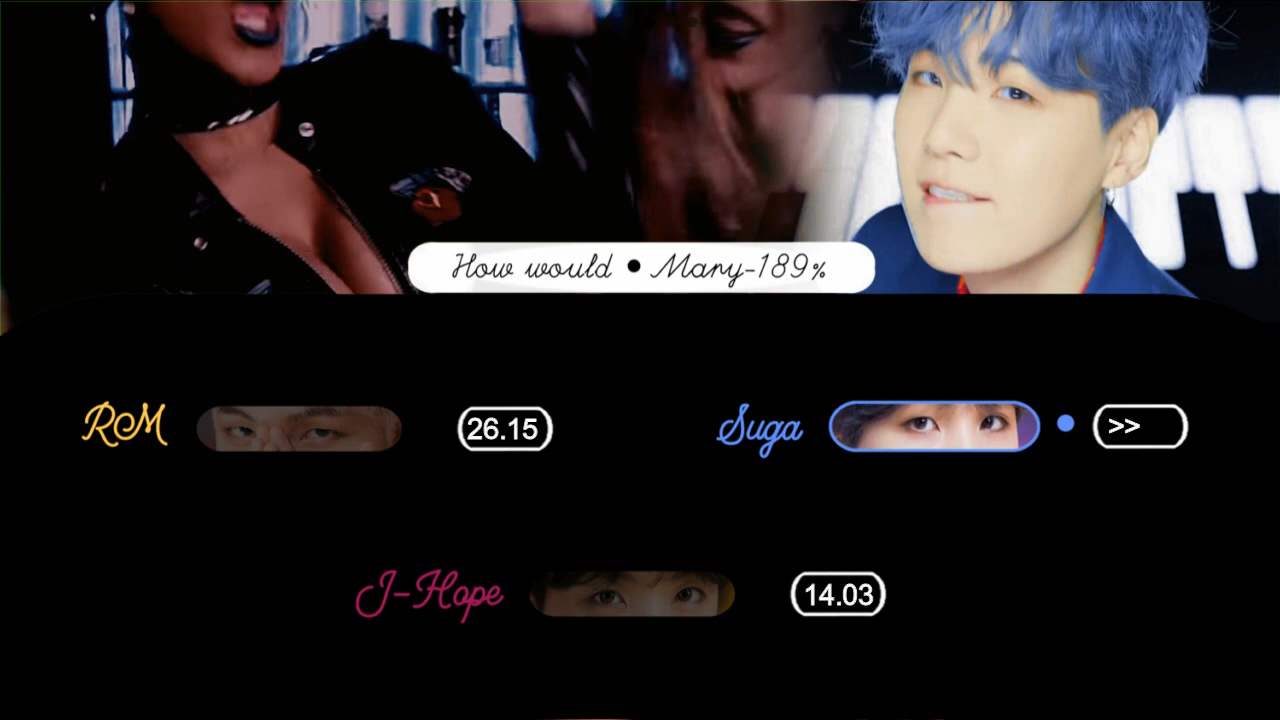 How would • Mary-189%
RM 26.15 Suga • >>
J-Hope 14.03